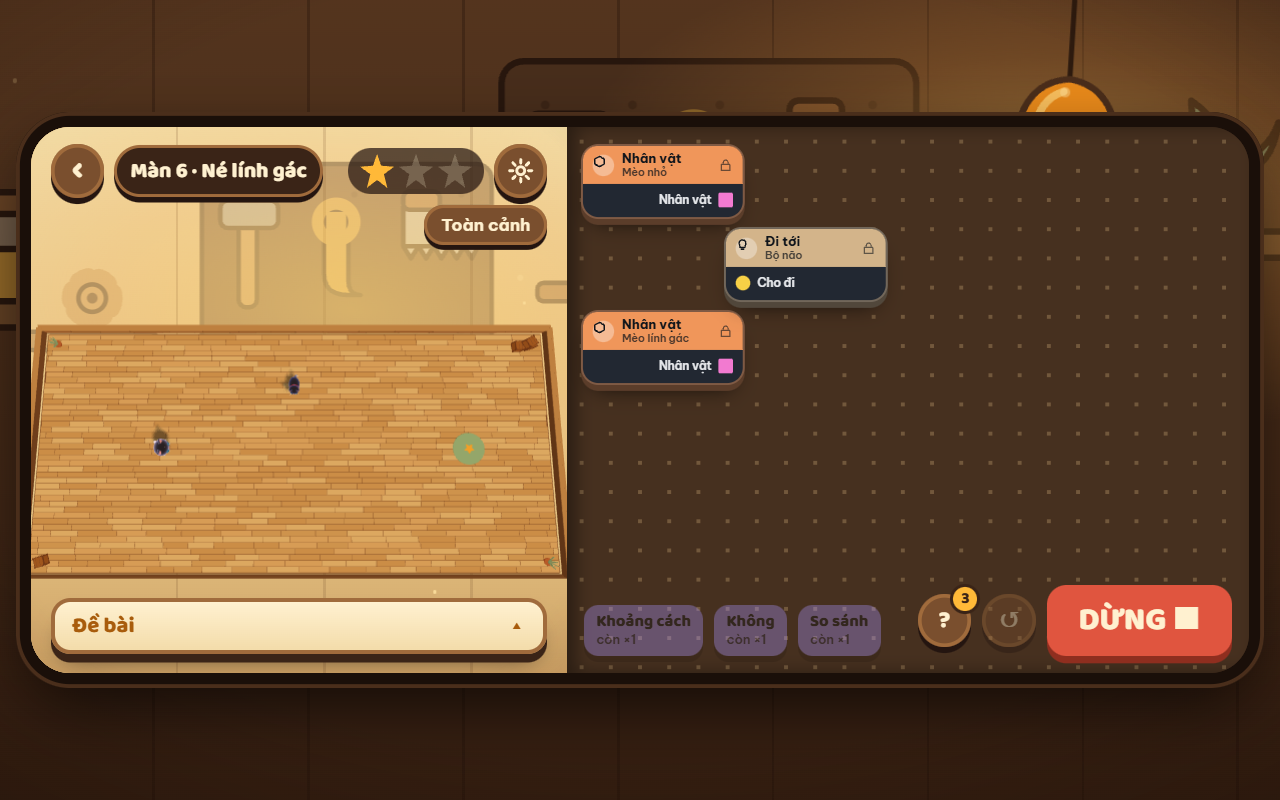 Màn 6 · Né lính gác
Toàn cảnh
Đề bài
Nhân vật
Mèo nhỏ
Nhân vật
Đi tới
Bộ não
Cho đi
Nhân vật
Mèo lính gác
Nhân vật
Khoảng cách
còn ×1
Không
còn ×1
So sánh
còn ×1
?
3
DỪNG